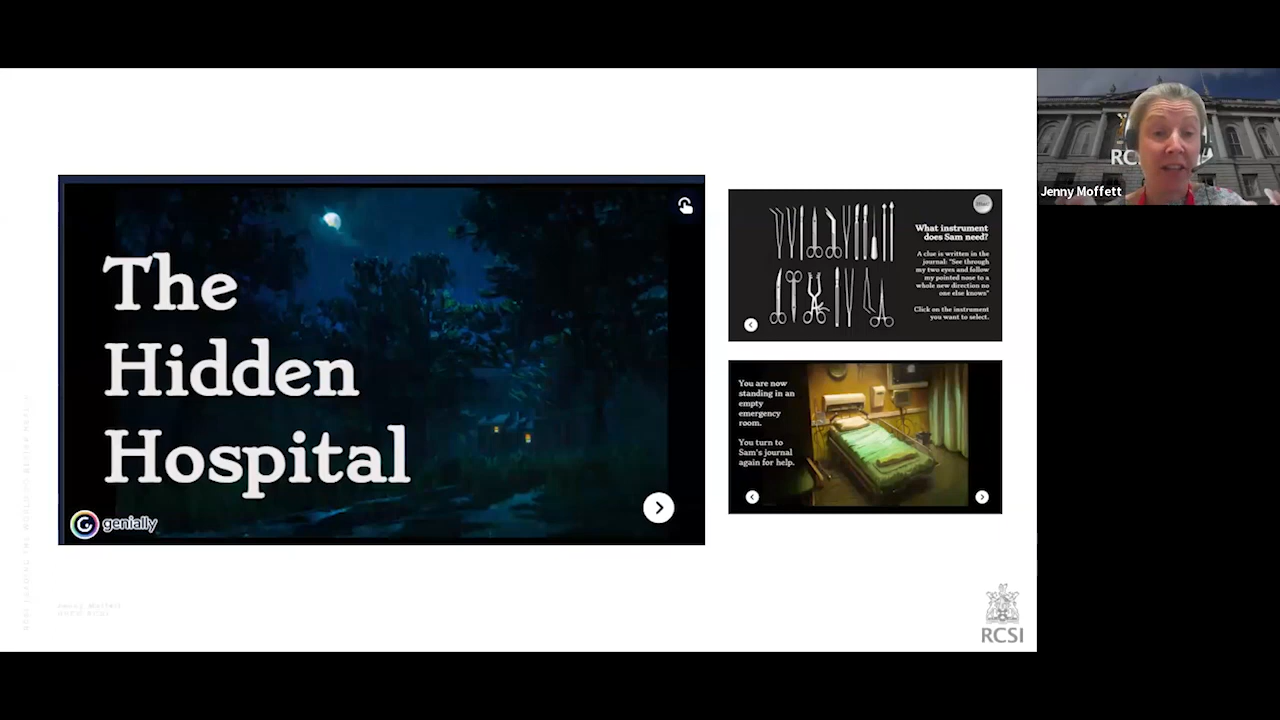 The
Hidden
Hospital
genially
What instrument
does Sam need?
A clue is written in the
journal: "See through
my two eyes and follow
my pointed nose to a
whole new direction no
one else knows"
Click on the instrument
you want to select.
You are now
standing in an
empty
emergency
room.
You turn to
Sam's journal
again for help.
RCSI
Jenny Moffett